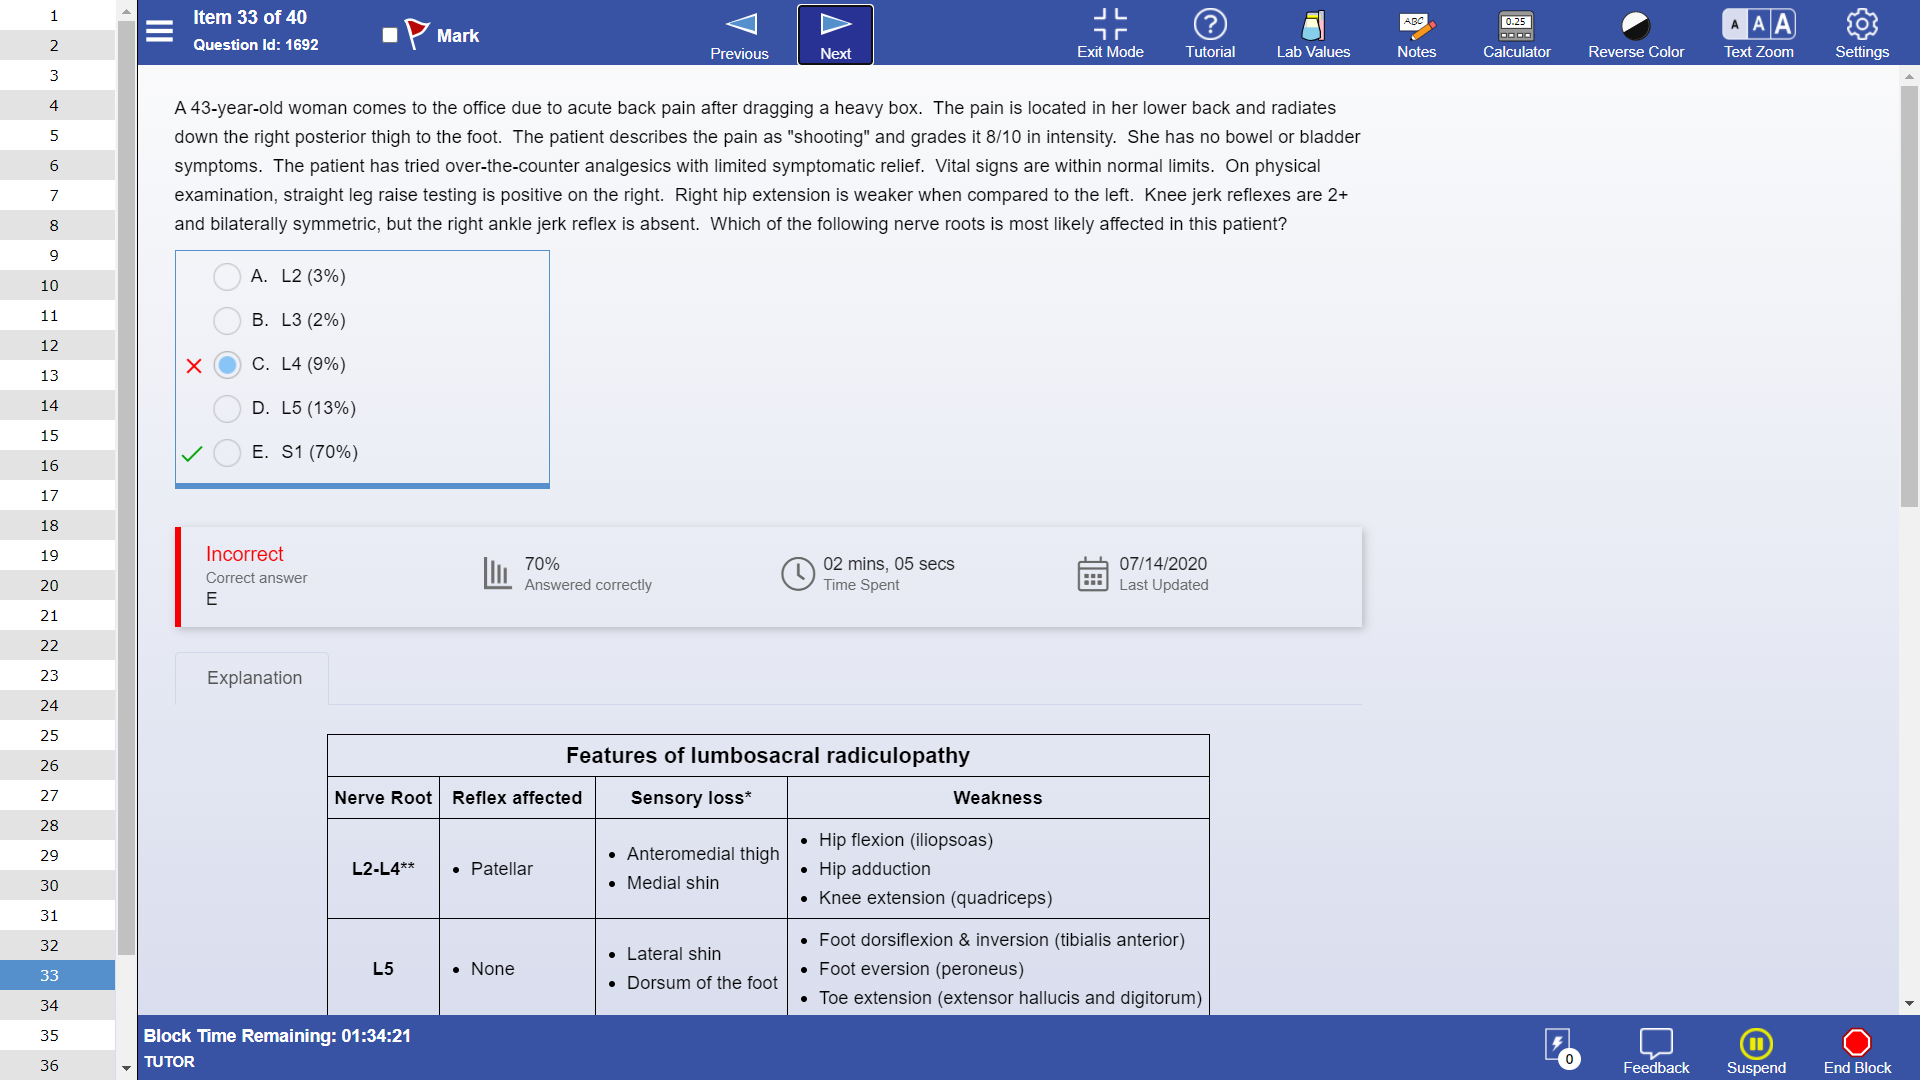 1
2
3
4
5
6
7
8
9
10
11
12
13
14
15
16
17
18
19
20
21
22
23
24
25
26
27
28
29
30
31
32
33
34
35
36
Item 33 of 40
Question Id: 1692
Mark
Previous
Next
Exit Mode
Tutorial
Lab Values
ABC
Notes
0.25
Calculator
Reverse Color
A A A
Text Zoom
Settings
A 43-year-old woman comes to the office due to acute back pain after dragging a heavy box. The pain is located in her lower back and radiates
down the right posterior thigh to the foot. The patient describes the pain as "shooting" and grades it 8/10 in intensity. She has no bowel or bladder
symptoms. The patient has tried over-the-counter analgesics with limited symptomatic relief. Vital signs are within normal limits. On physical
examination, straight leg raise testing is positive on the right. Right hip extension is weaker when compared to the left. Knee jerk reflexes are 2+
and bilaterally symmetric, but the right ankle jerk reflex is absent. Which of the following nerve roots is most likely affected in this patient?
A. L2 (3%)
B. L3 (2%)
C. L4 (9%)
D. L5 (13%)
E. S1 (70%)
Incorrect
Correct answer
E
70%
Answered correctly
02 mins, 05 secs
Time Spent
07/14/2020
Last Updated
Explanation
Features of lumbosacral radiculopathy
Nerve Root Reflex affected Sensory loss* Weakness
L2-L4**
• Patellar
• Anteromedial thigh
• Medial shin
• Hip flexion (iliopsoas)
• Hip adduction
• Knee extension (quadriceps)
L5
• None
• Lateral shin
• Dorsum of the foot
• Foot dorsiflexion & inversion (tibialis anterior)
• Foot eversion (peroneus)
• Toe extension (extensor hallucis and digitorum)
Block Time Remaining: 01:34:21
TUTOR
0
Feedback
Suspend
End Block